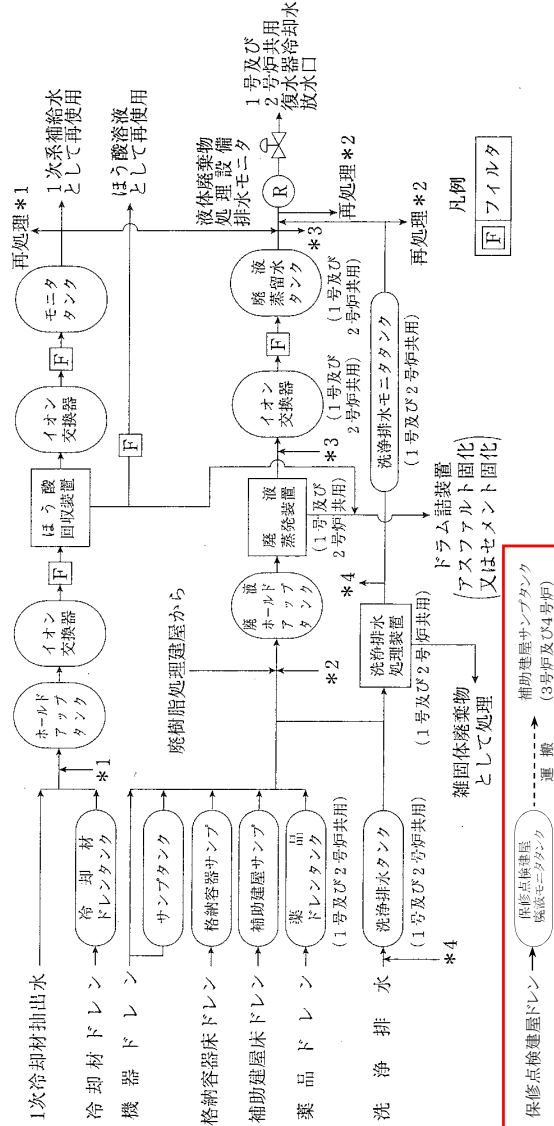 1次冷却材抽出水
冷却材ドレン
機器ドレン
格納容器床ドレン
補助建屋床ドレン
薬品ドレン
洗浄排水
*4
冷却材
ドレンタンク
サンプタンク
格納容器サンプ
補助建屋サンプ
薬品
ドレンタンク
(1号及び2号炉共用)
洗浄排水タンク
(1号及び2号炉共用)
*1
ホールド
アップ
タンク
イオン
交換器
F
ほう酸
回収装置
イオン
交換器
F
モニタ
タンク
再処理*1
1次系補給水
として再使用
F
ほう酸溶液
として再使用
廃樹脂処理建屋から
*2
廃液
ホールド
アップ
タンク
廃液
蒸発装置
(1号及び
2号炉共用)
*3
イオン
交換器
(1号及び
2号炉共用)
F
廃液
蒸留水
タンク
(1号及び
2号炉共用)
*3
液体廃棄物
処理設備
排水モニタ
R
再処理*2
1号及び
2号炉共用
復水器冷却水
放水口
洗浄排水
処理装置
(1号及び2号炉共用)
*4
雑固体廃棄物
として処理
ドラム詰装置
(アスファルト固化
又はセメント固化)
洗浄排水モニタタンク
(1号及び2号炉共用)
再処理*2
凡例
F フィルタ
保修点検建屋ドレン
保修点検建屋
廃液モニタタンク
運搬
補助建屋サンプタンク
(3号炉及び4号炉)